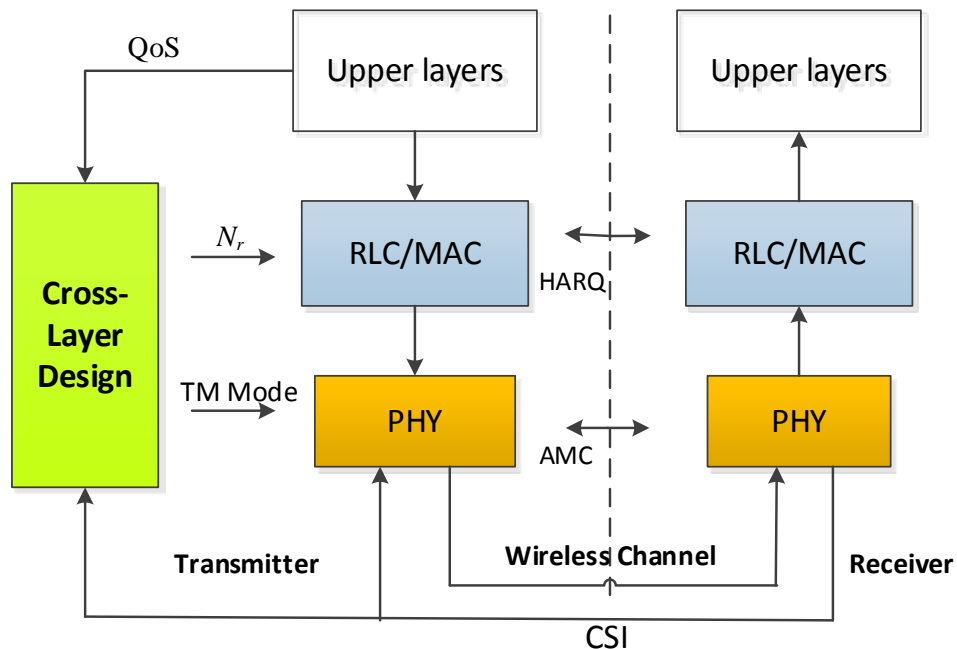 QoS
Upper layers
Upper layers
N_r
RLC/MAC
RLC/MAC
HARQ
Cross-
Layer
Design
TM Mode
PHY
PHY
AMC
Transmitter
Wireless Channel
Receiver
CSI